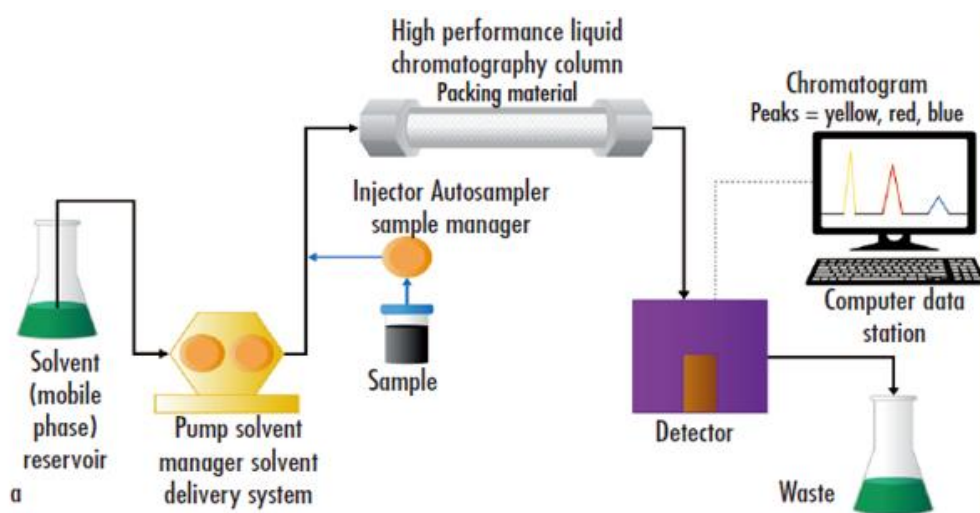 High performance liquid
chromatography column
Packing material
Chromatogram
Peaks = yellow, red, blue
Injector Autosampler
sample manager
Solvent
(mobile
phase)
reservoir
Pump solvent
manager solvent
delivery system
Sample
Detector
Computer data
station
Waste
a